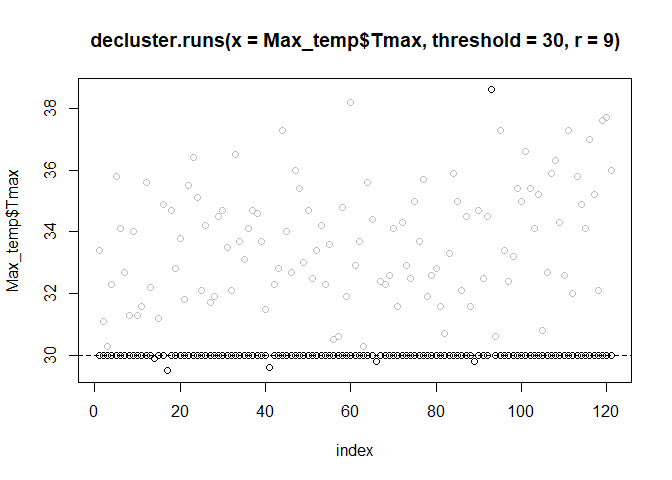 decluster.runs(x = Max_temp$Tmax, threshold = 30, r = 9)
Max_temp$Tmax
38
36
34
32
30
0 20 40 60 80 100 120
index